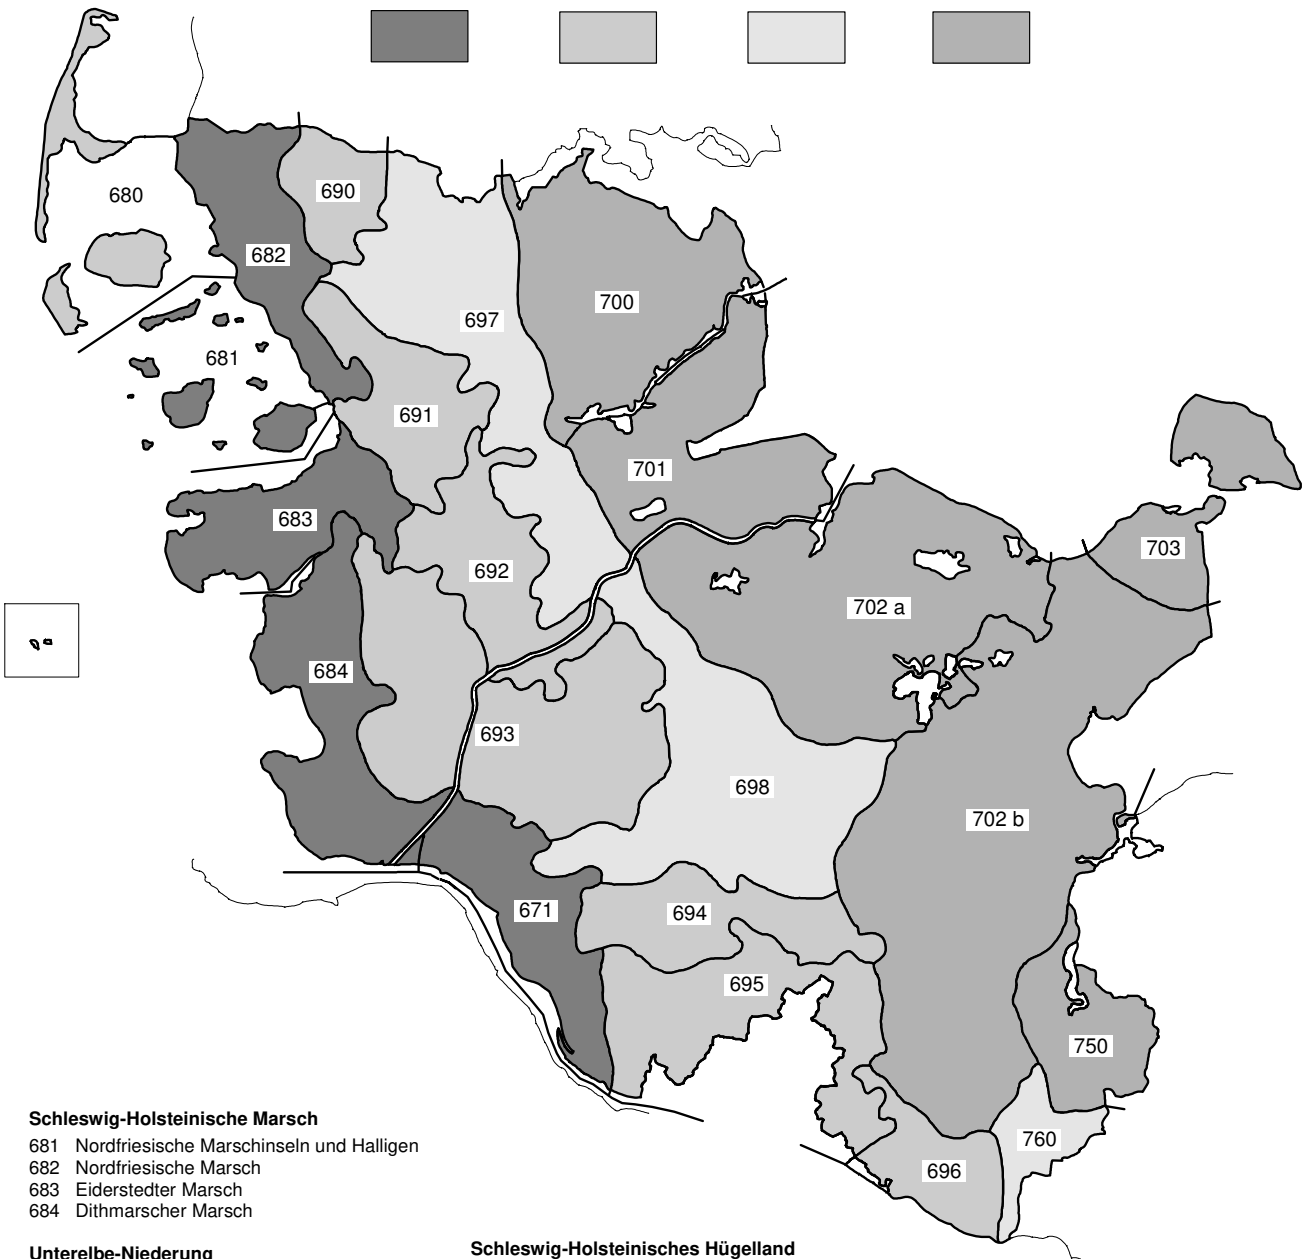 680
690
682
700
697
681
691
701
683
703
692
702 a
684
693
698
702 b
671
694
695
750
760
696
Schleswig-Holsteinische Marsch
681 Nordfriesische Marschinseln und Halligen
682 Nordfriesische Marsch
683 Eiderstedter Marsch
684 Dithmarscher Marsch
Unterelbe-Niederung
Schleswig-Holsteinisches Hügelland